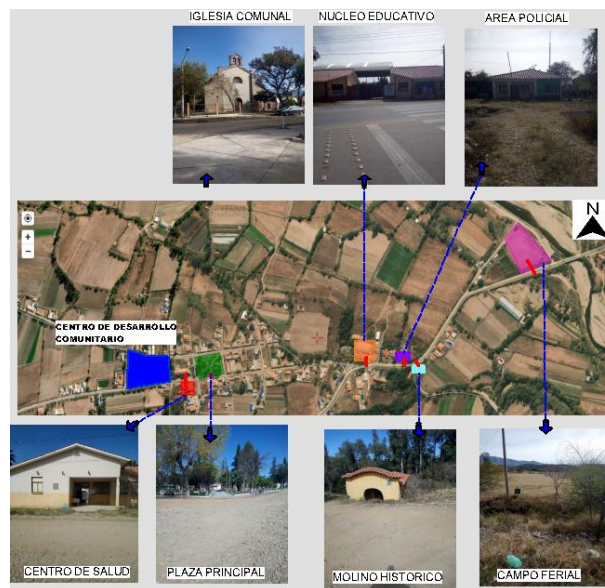 IGLESIA COMUNAL
NUCLEO EDUCATIVO
AREA POLICIAL
N
+
−
CENTRO DE DESARROLLO
COMUNITARIO
CENTRO DE SALUD
PLAZA PRINCIPAL
MOLINO HISTORICO
CAMPO FERIAL